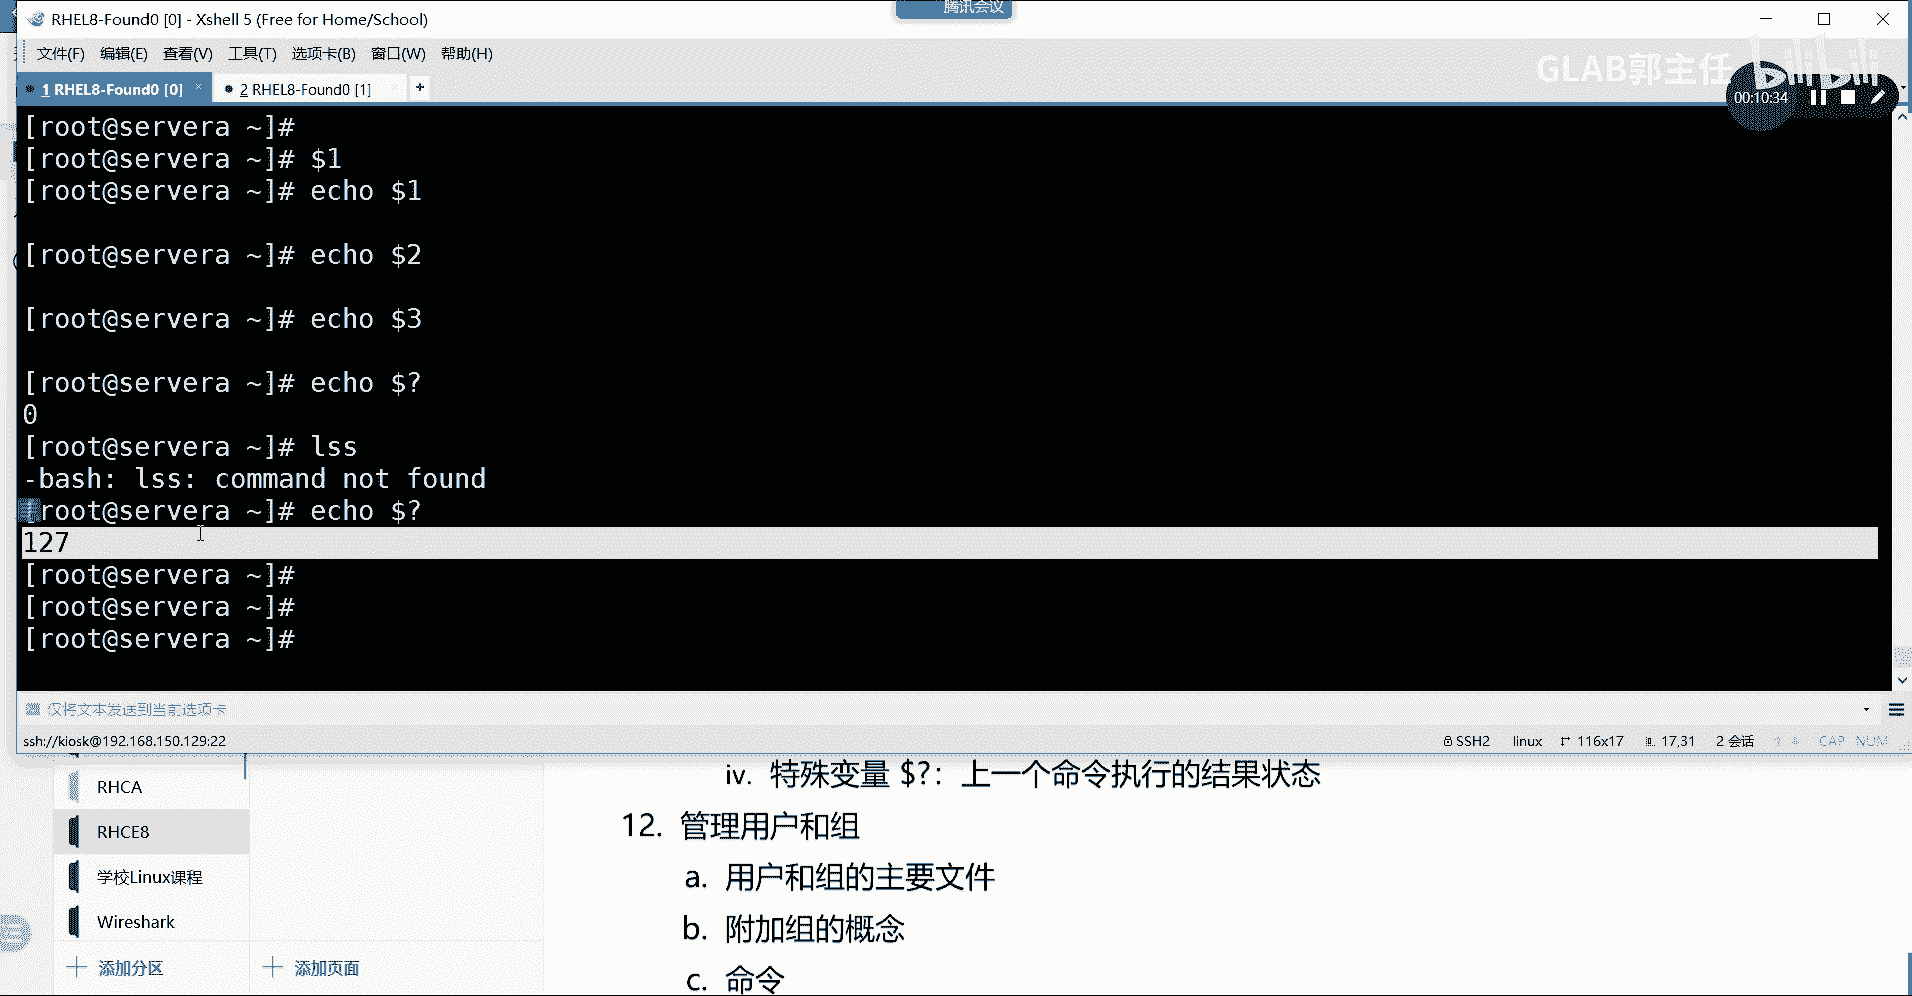 腾讯会议
RHEL8-Found0 [0] - Xshell 5 (Free for Home/School)
文件(F) 编辑(E) 查看(V) 工具(T) 选项卡(B) 窗口(W) 帮助(H)
GLAB郭主任 bilibili
1 RHEL8-Found0 [0] × 2 RHEL8-Found0 [1] +
00:10:34
[root@servera ~]#
[root@servera ~]# $1
[root@servera ~]# echo $1
[root@servera ~]# echo $2
[root@servera ~]# echo $3
[root@servera ~]# echo $?
0
[root@servera ~]# lss
-bash: lss: command not found
[root@servera ~]# echo $?
127
[root@servera ~]#
[root@servera ~]#
[root@servera ~]#
仅将文本发送到当前选项卡
ssh://kiosk@192.168.150.129:22 SSH2 linux 116x17 17,31 2 会话 CAP NUM
iv. 特殊变量 $?：上一个命令执行的结果状态
RHCA
12. 管理用户和组
RHCE8
a. 用户和组的主要文件
学校Linux课程
b. 附加组的概念
Wireshark
添加分区 添加页面
c. 命令